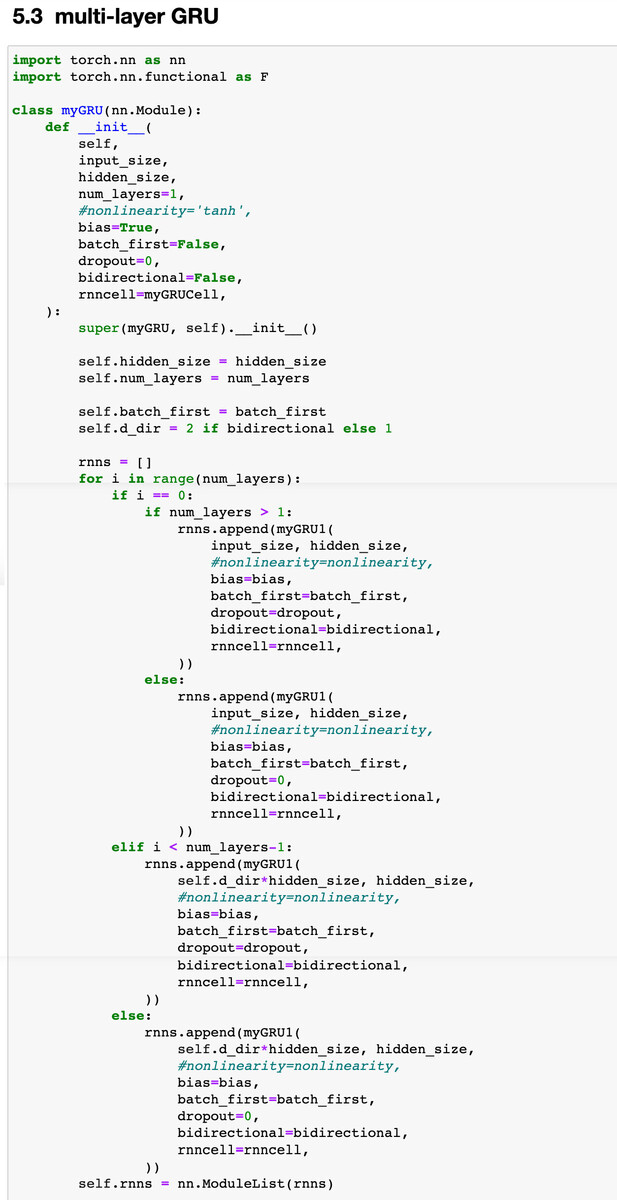 5.3 multi-layer GRU
import torch.nn as nn
import torch.nn.functional as F

class myGRU(nn.Module):
    def __init__(
        self,
        input_size,
        hidden_size,
        num_layers=1,
        #nonlinearity='tanh',
        bias=True,
        batch_first=False,
        dropout=0,
        bidirectional=False,
        rnncell=myGRUCell,
    ):
        super(myGRU, self).__init__()

        self.hidden_size = hidden_size
        self.num_layers = num_layers

        self.batch_first = batch_first
        self.d_dir = 2 if bidirectional else 1

        rnns = []
        for i in range(num_layers):
            if i == 0:
                if num_layers > 1:
                    rnns.append(myGRU1(
                        input_size, hidden_size,
                        #nonlinearity=nonlinearity,
                        bias=bias,
                        batch_first=batch_first,
                        dropout=dropout,
                        bidirectional=bidirectional,
                        rnncell=rnncell,
                    ))
                else:
                    rnns.append(myGRU1(
                        input_size, hidden_size,
                        #nonlinearity=nonlinearity,
                        bias=bias,
                        batch_first=batch_first,
                        dropout=0,
                        bidirectional=bidirectional,
                        rnncell=rnncell,
                    ))
            elif i < num_layers-1:
                rnns.append(myGRU1(
                    self.d_dir*hidden_size, hidden_size,
                    #nonlinearity=nonlinearity,
                    bias=bias,
                    batch_first=batch_first,
                    dropout=dropout,
                    bidirectional=bidirectional,
                    rnncell=rnncell,
                ))
            else:
                rnns.append(myGRU1(
                    self.d_dir*hidden_size, hidden_size,
                    #nonlinearity=nonlinearity,
                    bias=bias,
                    batch_first=batch_first,
                    dropout=0,
                    bidirectional=bidirectional,
                    rnncell=rnncell,
                ))
        self.rnns = nn.ModuleList(rnns)